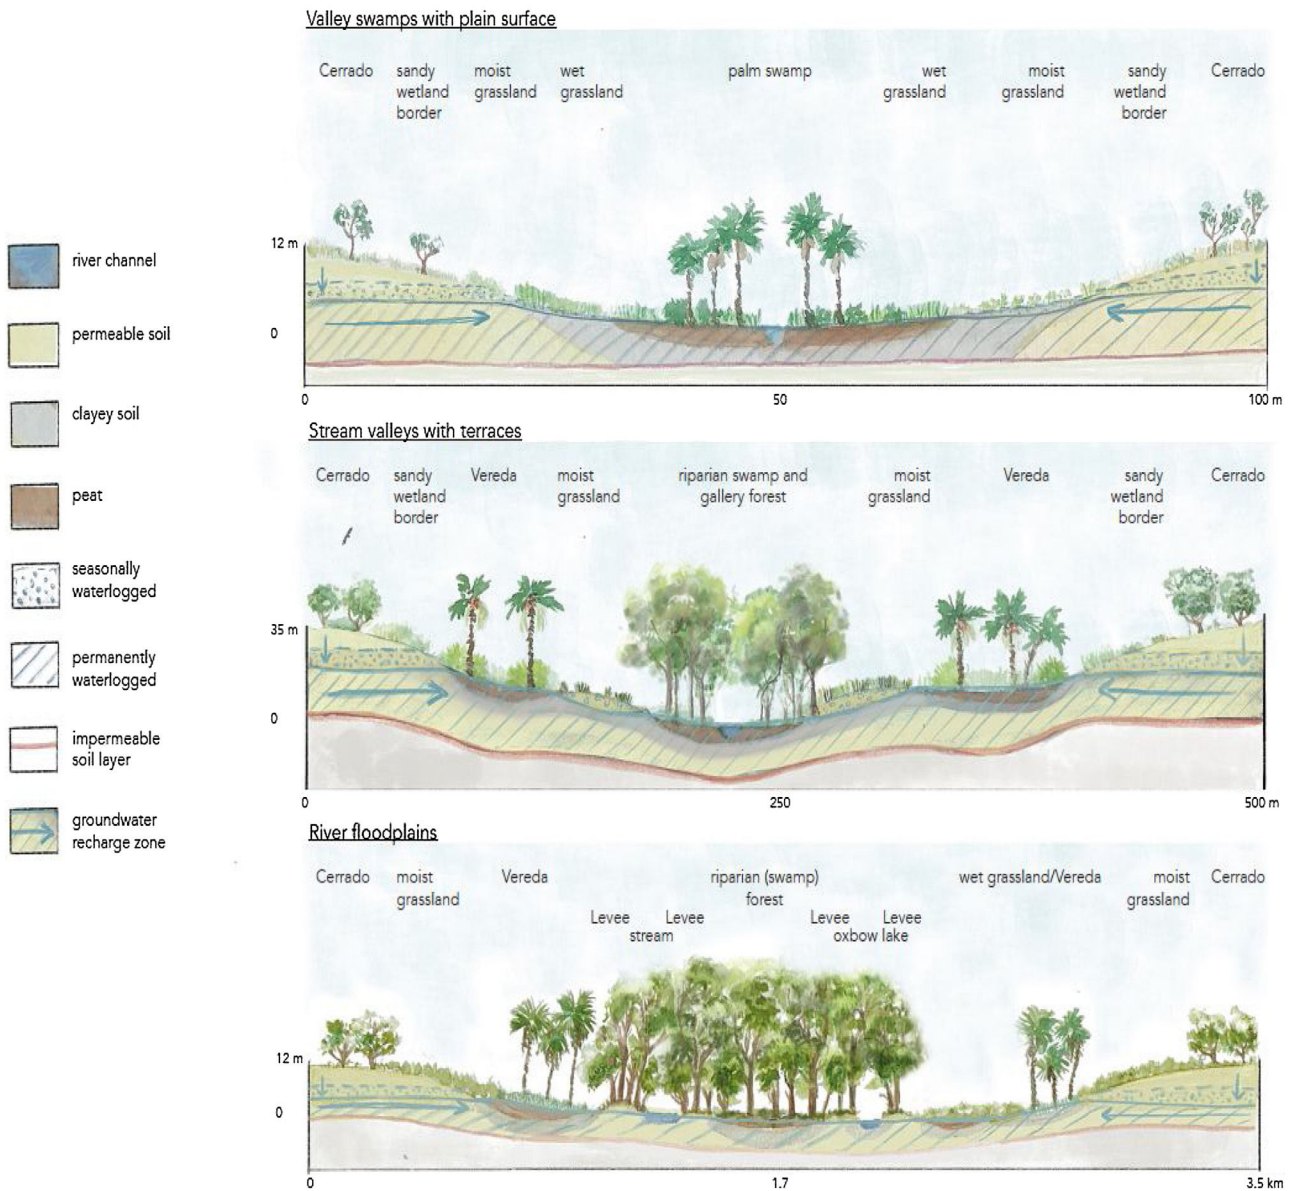 Valley swamps with plain surface
Cerrado
sandy
wetland
border
moist
grassland
wet
grassland
palm swamp
wet
grassland
moist
grassland
sandy
wetland
border
Cerrado
12 m
0
0
50
100 m
river channel
permeable soil
clayey soil
peat
seasonally
waterlogged
permanently
waterlogged
impermeable
soil layer
groundwater
recharge zone
Stream valleys with terraces
Cerrado
sandy
wetland
border
Vereda
moist
grassland
riparian swamp and
gallery forest
moist
grassland
Vereda
sandy
wetland
border
Cerrado
35 m
0
0
250
500 m
River floodplains
Cerrado
moist
grassland
Vereda
Levee
stream
Levee
riparian (swamp)
forest
Levee
oxbow lake
Levee
wet grassland/Vereda
moist
grassland
Cerrado
12 m
0
0
1.7
3.5 km